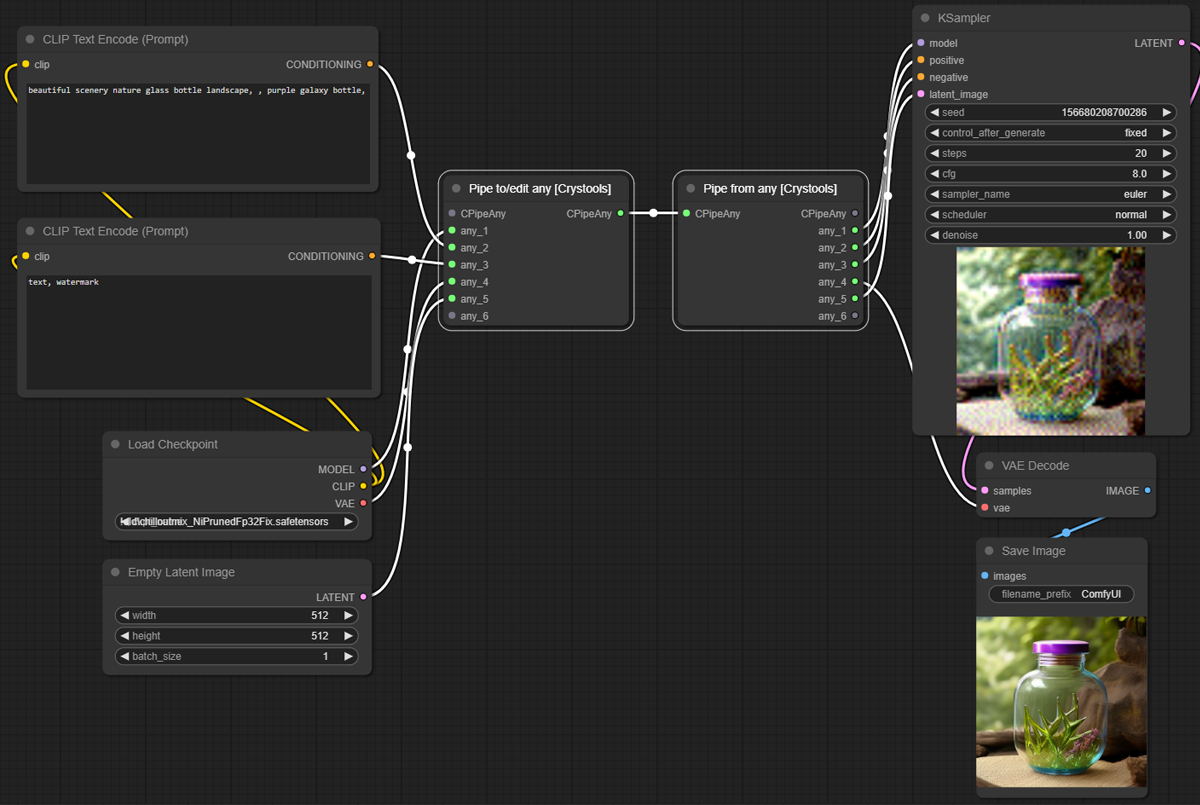 CLIP Text Encode (Prompt)
clip CONDITIONING
beautiful scenery nature glass bottle landscape, , purple galaxy bottle,
CLIP Text Encode (Prompt)
clip CONDITIONING
text, watermark
Load Checkpoint
MODEL
CLIP
VAE
_NiPrunedFp32Fix.safetensors
Empty Latent Image
LATENT
width 512
height 512
batch_size 1
Pipe to/edit any [Crystools]
CPipeAny CPipeAny
any_1
any_2
any_3
any_4
any_5
any_6
Pipe from any [Crystools]
CPipeAny CPipeAny
any_1
any_2
any_3
any_4
any_5
any_6
KSampler
model LATENT
positive
negative
latent_image
seed 156680208700286
control_after_generate fixed
steps 20
cfg 8.0
sampler_name euler
scheduler normal
denoise 1.00
VAE Decode
samples IMAGE
vae
Save Image
images
filename_prefix ComfyUI